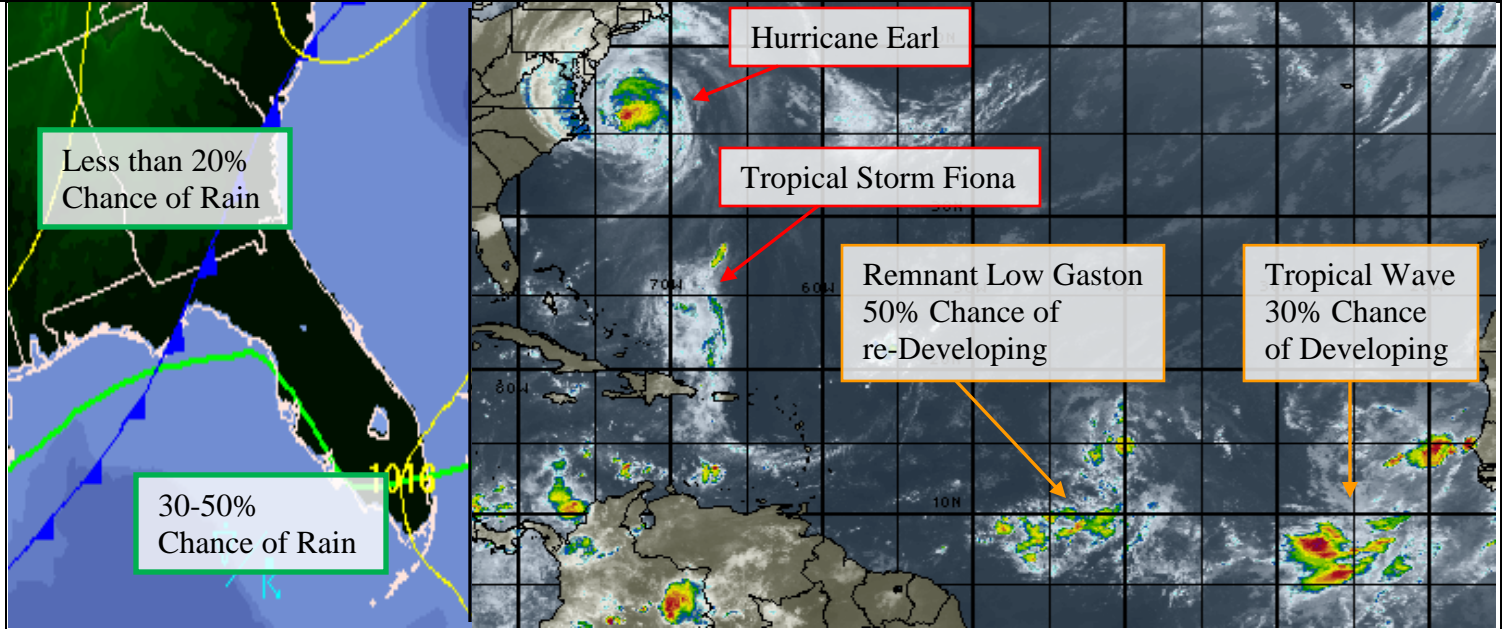 Less than 20%
Chance of Rain
1016
30-50%
Chance of Rain
Hurricane Earl
Tropical Storm Fiona
70W
60W
Remnant Low Gaston
50% Chance of
re-Developing
Tropical Wave
30% Chance
of Developing
80W
10N